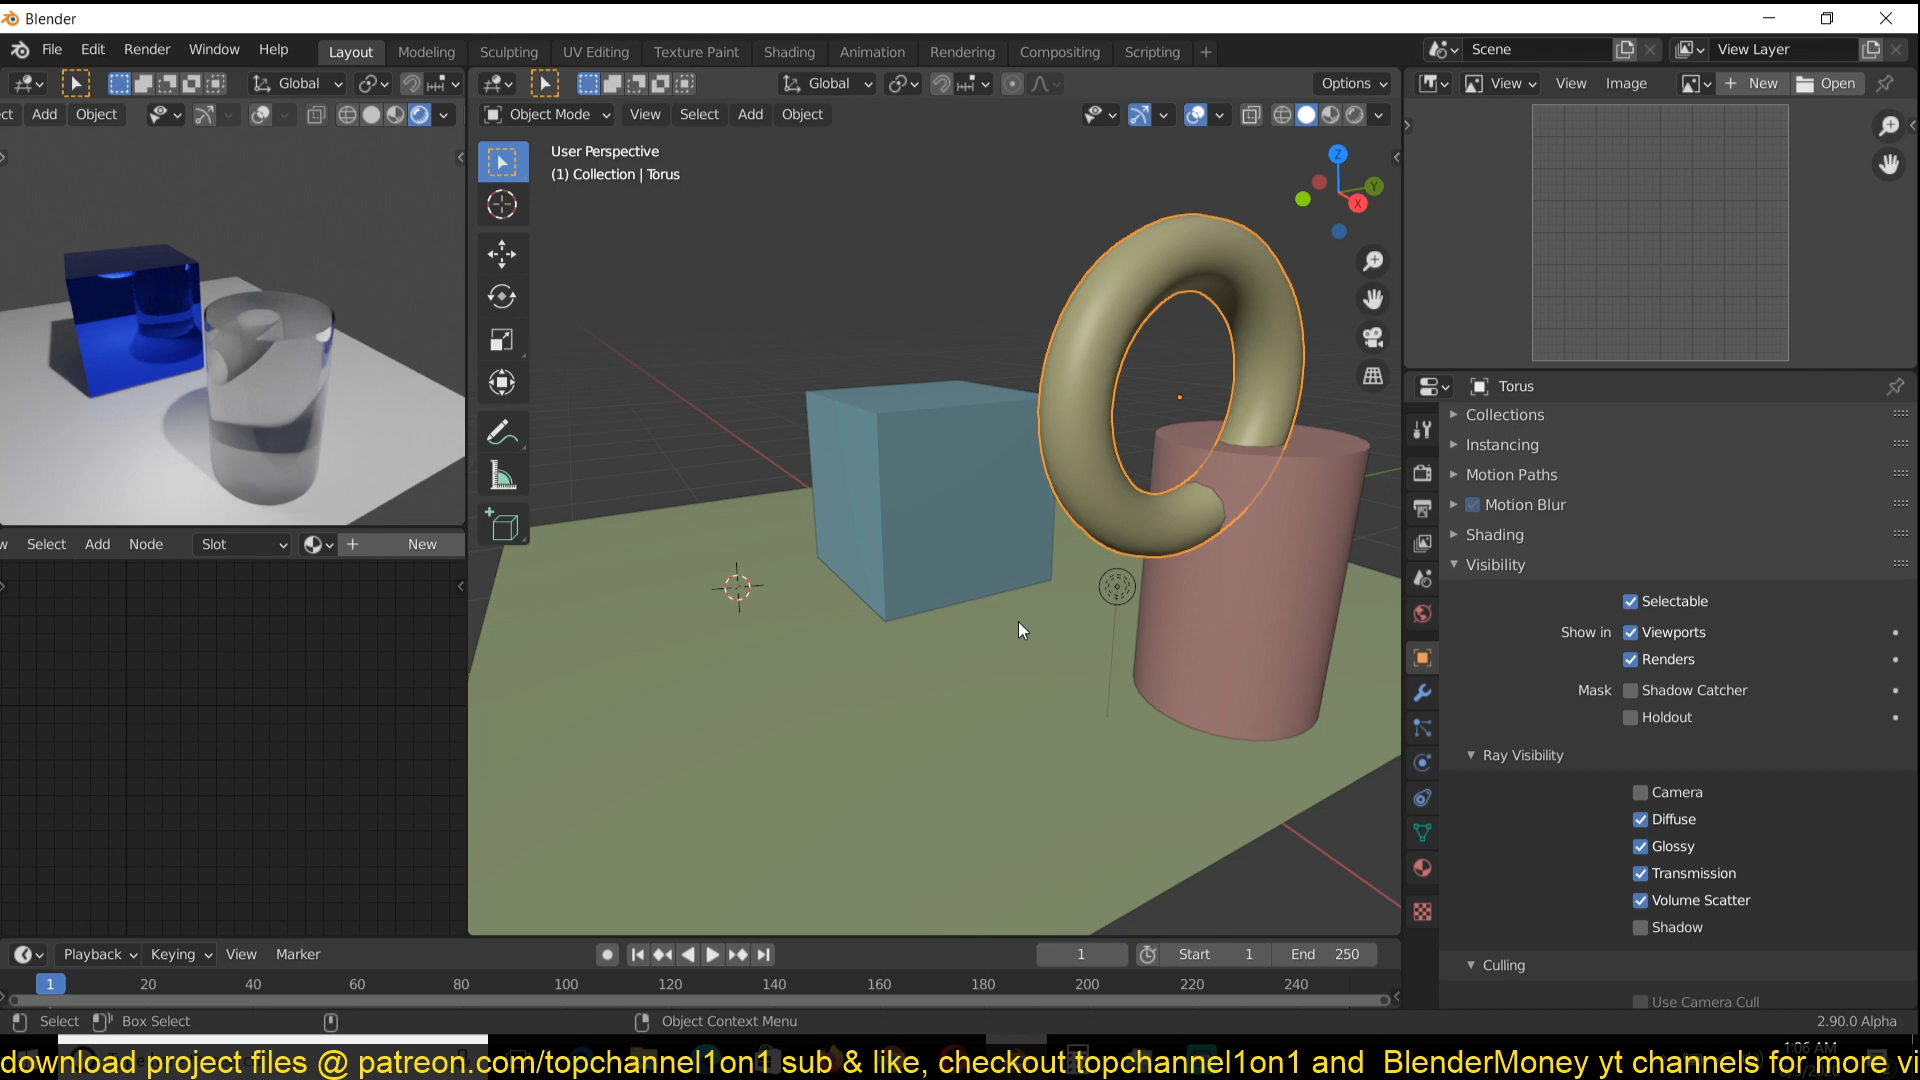 Blender
File Edit Render Window Help Layout Modeling Sculpting UV Editing Texture Paint Shading Animation Rendering Compositing Scripting + Scene View Layer
Global Global Options View View Image New Open
ct Add Object Object Mode View Select Add Object
User Perspective
(1) Collection | Torus
Z
Y
X
Torus
Collections
Instancing
Motion Paths
Motion Blur
Shading
Visibility
Selectable
Show in Viewports
Renders
Mask Shadow Catcher
Holdout
Ray Visibility
Camera
Diffuse
Glossy
Transmission
Volume Scatter
Shadow
Culling
Use Camera Cull
w Select Add Node Slot New
Playback Keying View Marker 1 Start 1 End 250
1 20 40 60 80 100 120 140 160 180 200 220 240
Select Box Select Object Context Menu 2.90.0 Alpha
1:06 AM
download project files @ patreon.com/topchannel1on1 sub & like, checkout topchannel1on1 and BlenderMoney yt channels for more vi